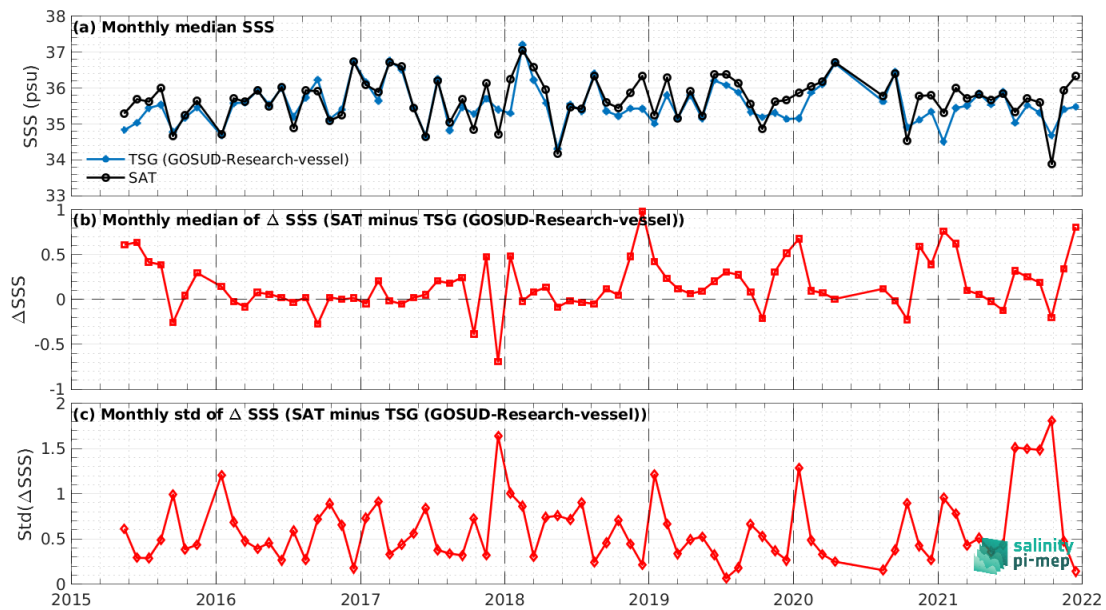 (a) Monthly median SSS
38
37
36
35
34
33
SSS (psu)
TSG (GOSUD-Research-vessel)
SAT
(b) Monthly median of Δ SSS (SAT minus TSG (GOSUD-Research-vessel))
1
0.5
0
-0.5
-1
ΔSSS
(c) Monthly std of Δ SSS (SAT minus TSG (GOSUD-Research-vessel))
2
1.5
1
0.5
0
Std(ΔSSS)
salinity
pi-mep
2015 2016 2017 2018 2019 2020 2021 2022